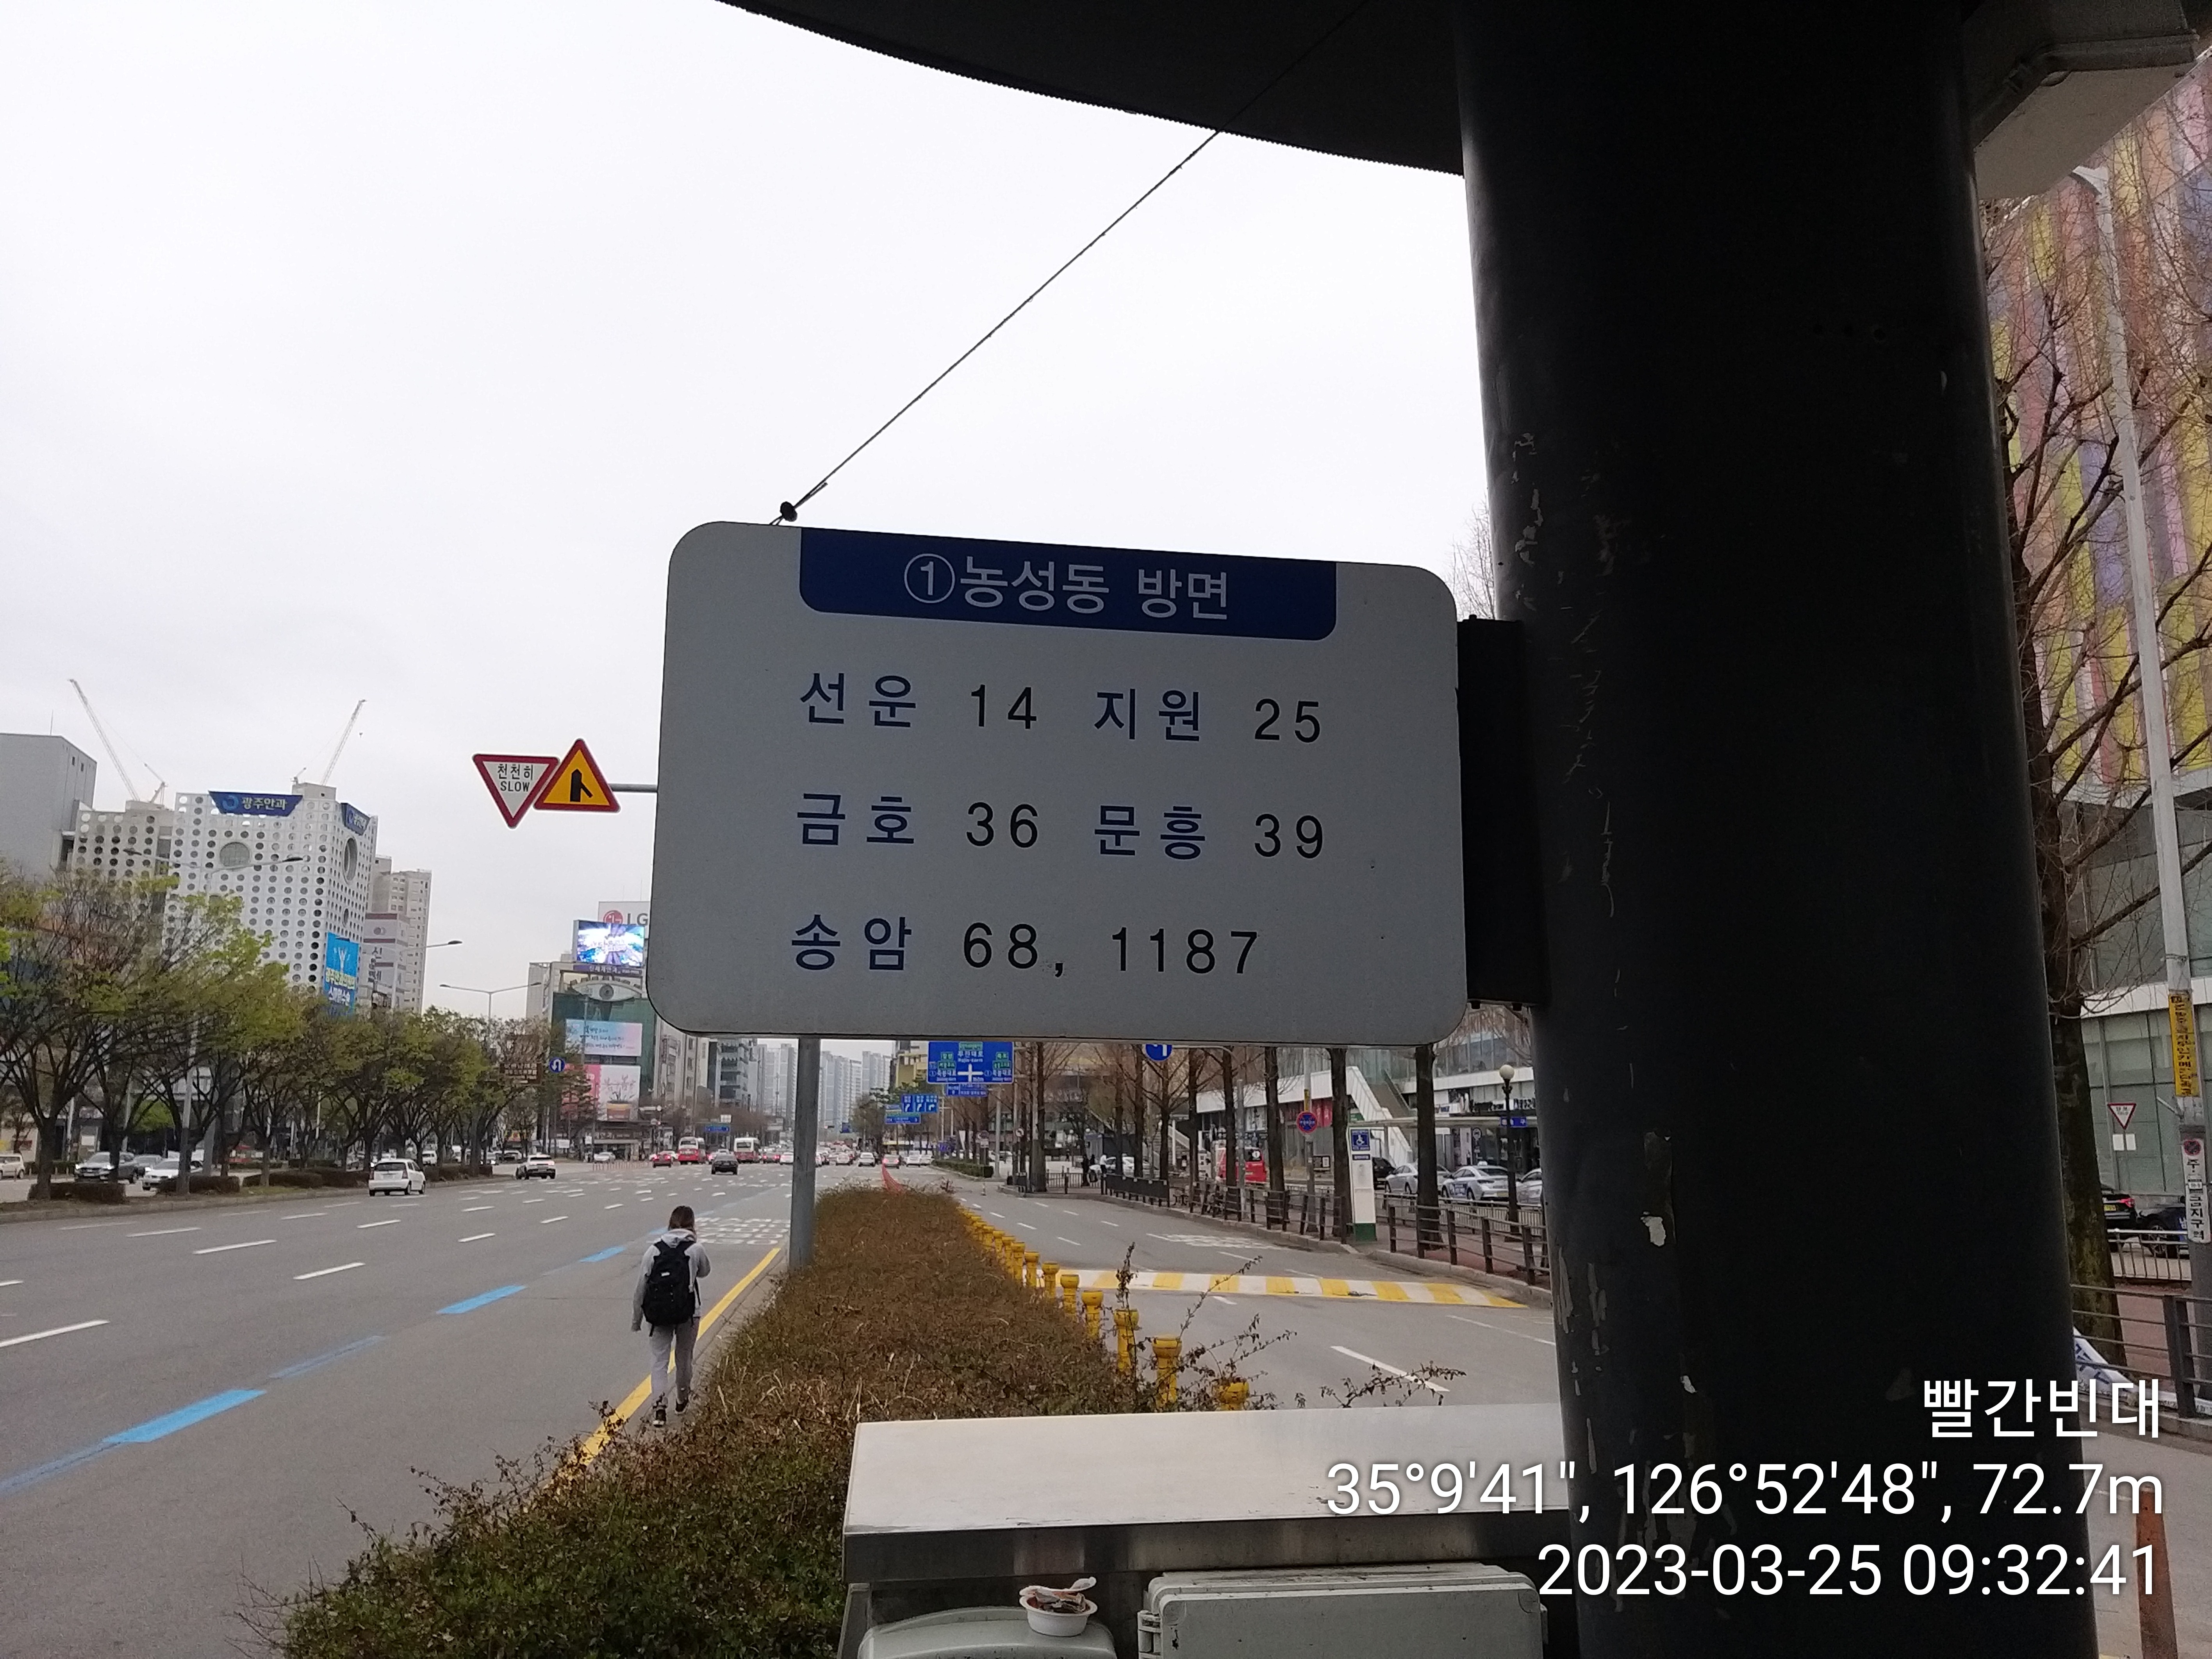 ①농성동 방면
선운 14 지원 25
금호 36 문흥 39
송암 68, 1187
천천히
SLOW
광주안과
LG
빨간빈대
35°9'41", 126°52'48", 72.7m
2023-03-25 09:32:41